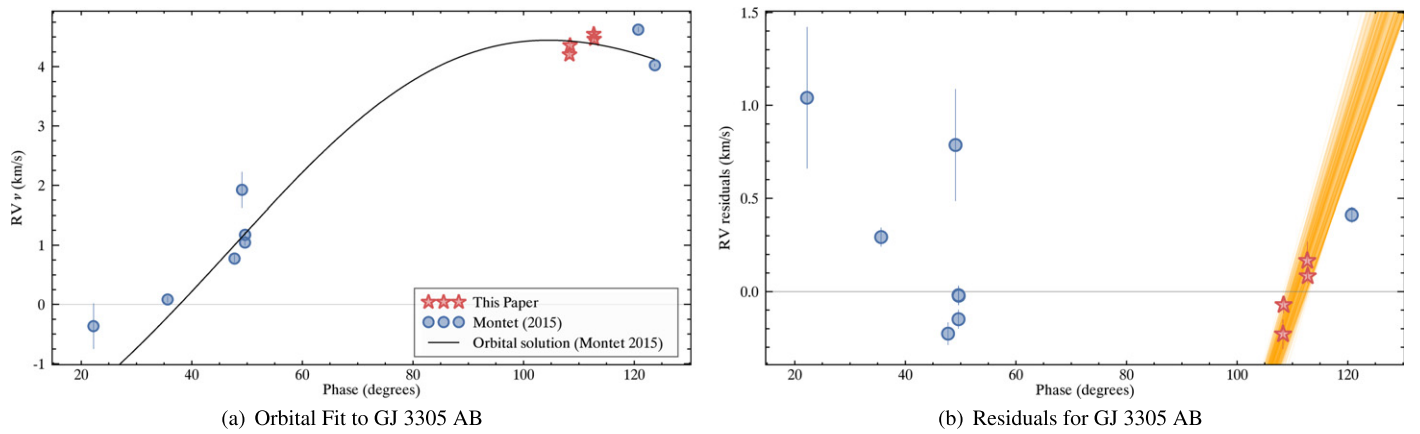 RV v (km/s)
4
3
2
1
0
-1
20
40
60
80
100
120
Phase (degrees)
This Paper
Montet (2015)
Orbital solution (Montet 2015)
(a) Orbital Fit to GJ 3305 AB
RV residuals (km/s)
1.5
1.0
0.5
0.0
20
40
60
80
100
120
Phase (degrees)
(b) Residuals for GJ 3305 AB